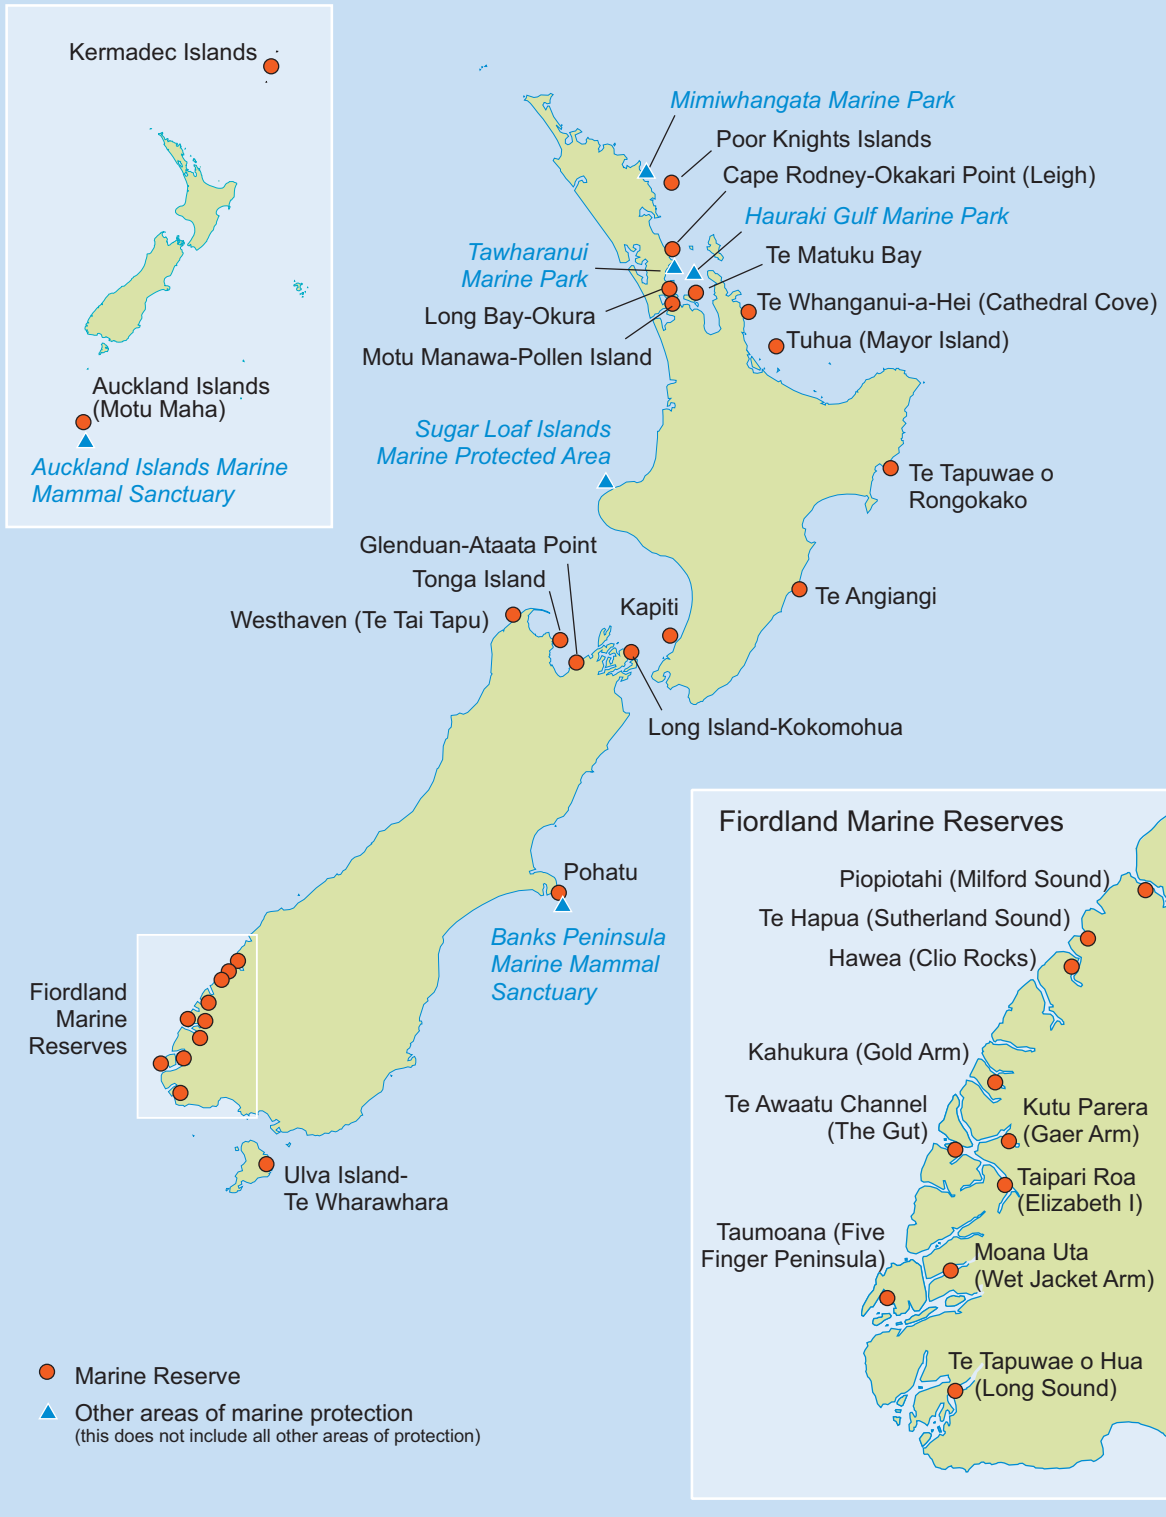 Kermadec Islands
Auckland Islands
(Motu Maha)
Auckland Islands Marine
Mammal Sanctuary
Mimiwhangata Marine Park
Poor Knights Islands
Cape Rodney-Okakari Point (Leigh)
Hauraki Gulf Marine Park
Tawharanui
Marine Park
Te Matuku Bay
Long Bay-Okura
Te Whanganui-a-Hei (Cathedral Cove)
Motu Manawa-Pollen Island
Tuhua (Mayor Island)
Sugar Loaf Islands
Marine Protected Area
Te Tapuwae o
Rongokako
Glenduan-Ataata Point
Tonga Island
Westhaven (Te Tai Tapu)
Kapiti
Te Angiangi
Long Island-Kokomohua
Pohatu
Banks Peninsula
Marine Mammal
Sanctuary
Fiordland
Marine
Reserves
Ulva Island-
Te Wharawhara
Fiordland Marine Reserves
Piopiotahi (Milford Sound)
Te Hapua (Sutherland Sound)
Hawea (Clio Rocks)
Kahukura (Gold Arm)
Te Awaatu Channel
(The Gut)
Kutu Parera
(Gaer Arm)
Taipari Roa
(Elizabeth I)
Taumoana (Five
Finger Peninsula)
Moana Uta
(Wet Jacket Arm)
Te Tapuwae o Hua
(Long Sound)
Marine Reserve
Other areas of marine protection
(this does not include all other areas of protection)